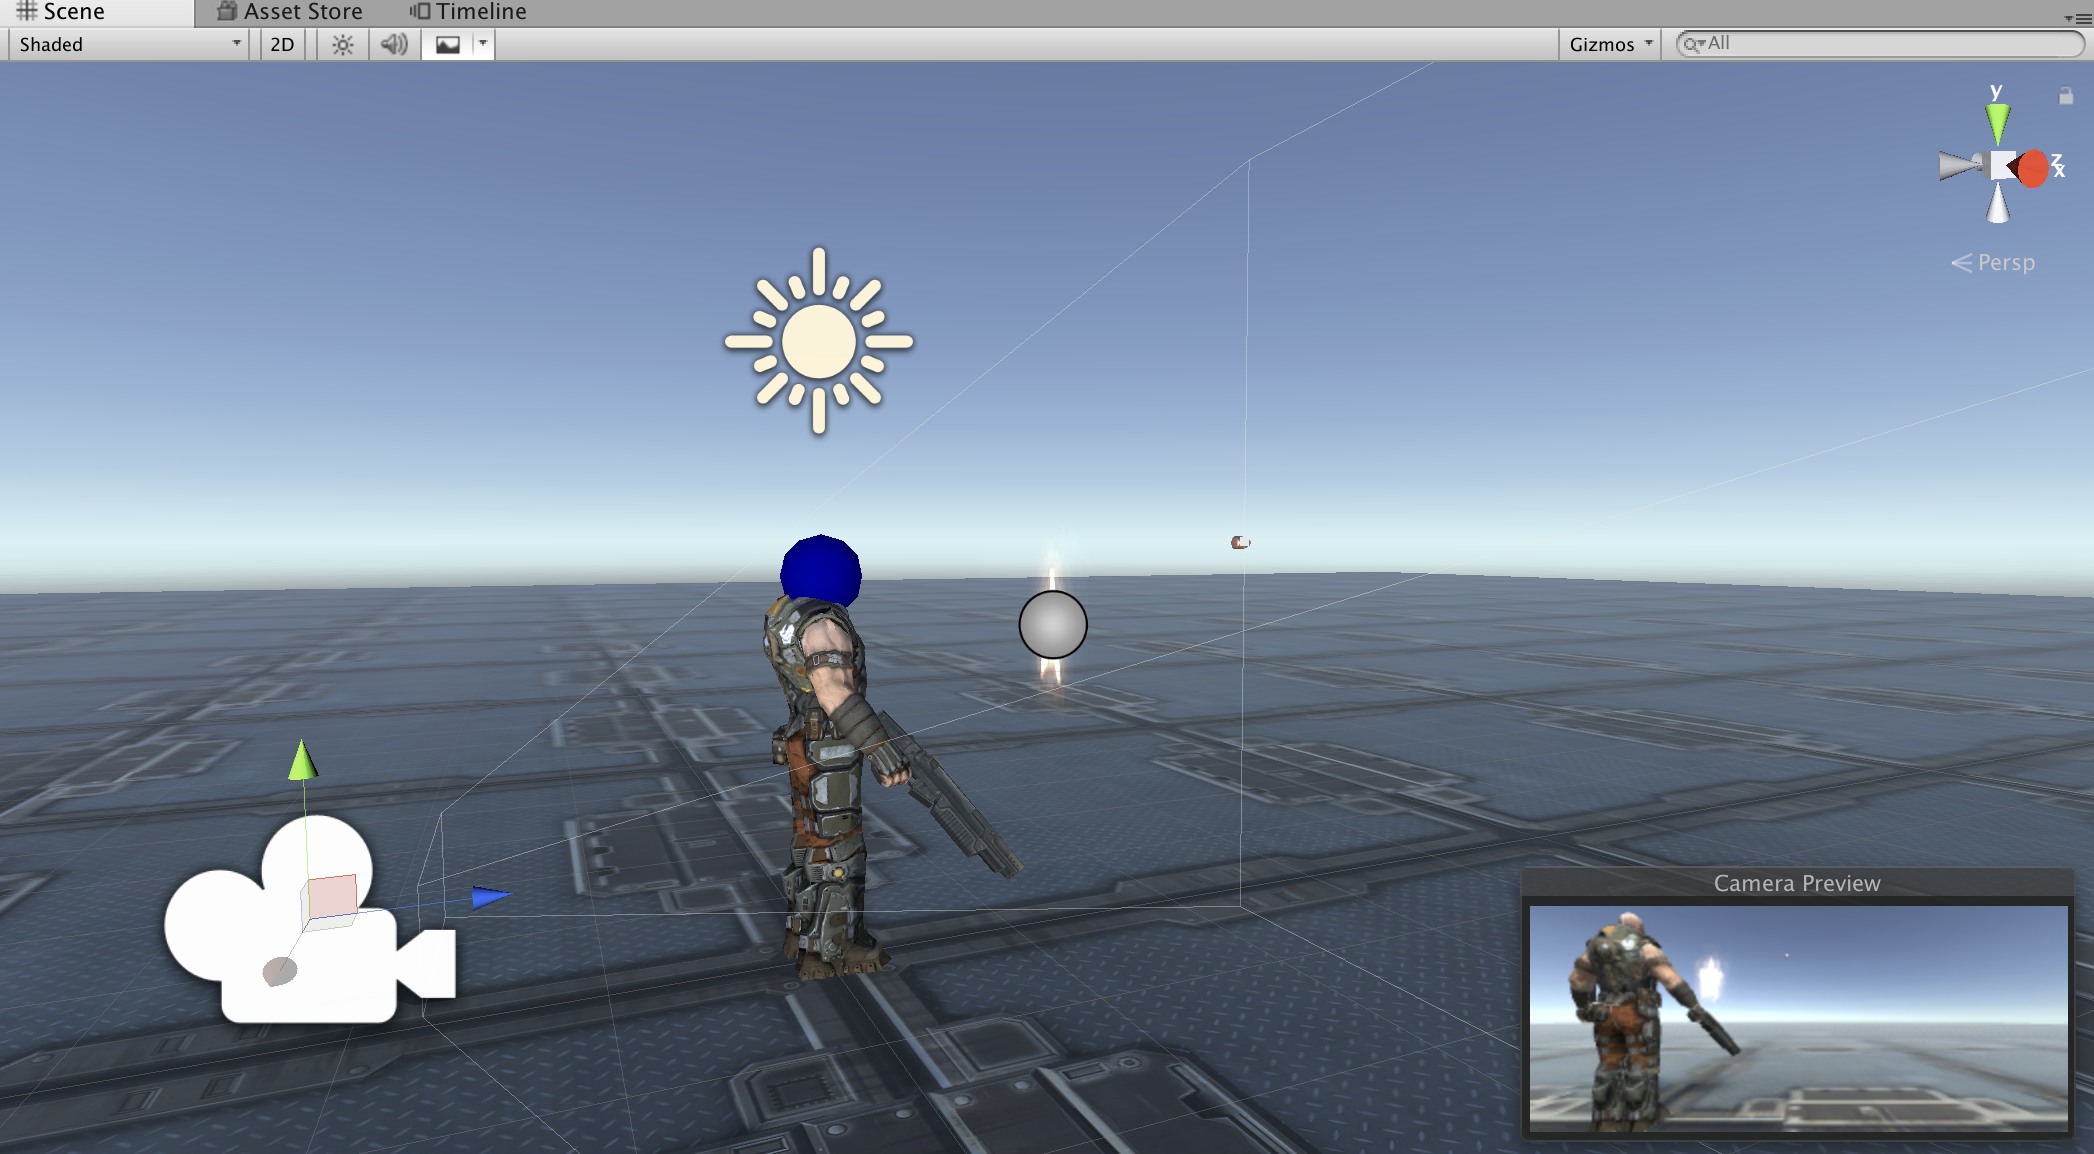 Scene
Asset Store
Timeline
Shaded
2D
Gizmos
All
y
z
x
Persp
Camera Preview